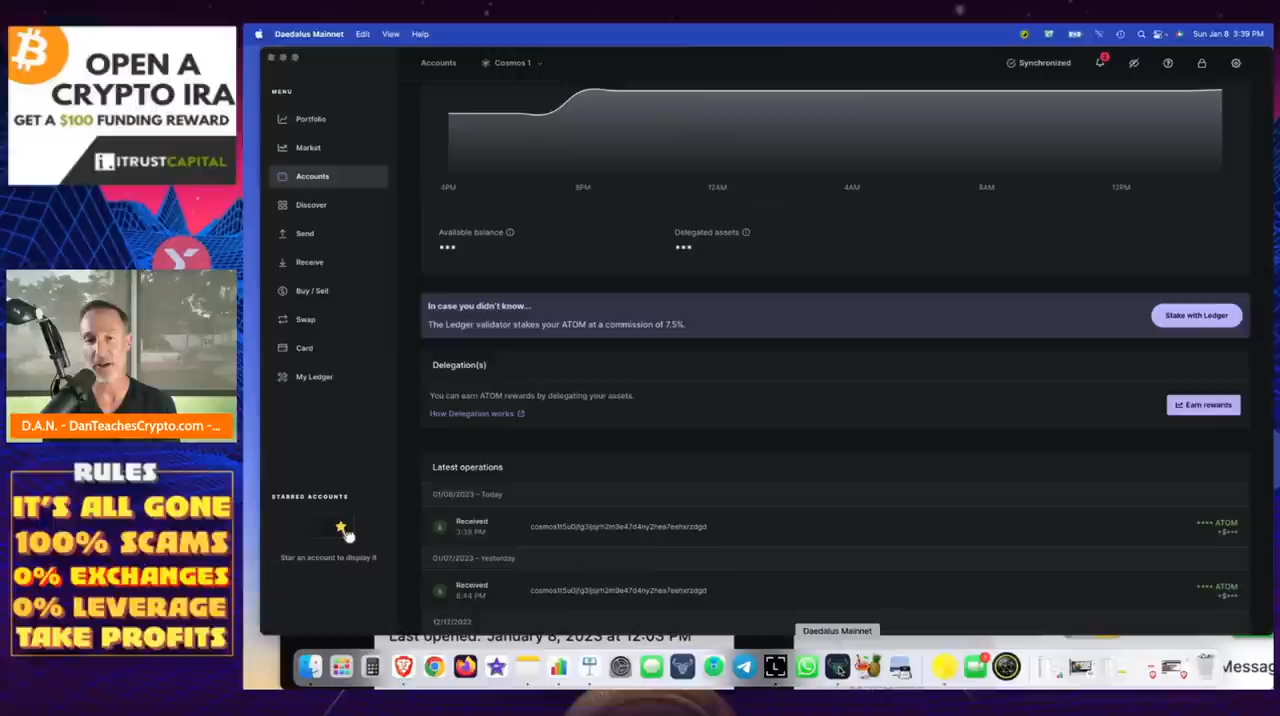 OPEN A
CRYPTO IRA
GET A $100 FUNDING REWARD
ITRUSTCAPITAL
D.A.N. - DanTeachesCrypto.com -...
RULES
IT'S ALL GONE
100% SCAMS
0% EXCHANGES
0% LEVERAGE
TAKE PROFITS
Daedalus Mainnet Edit View Help
Sun Jan 8 3:39 PM
MENU
Portfolio
Market
Accounts
Discover
Send
Receive
Buy / Sell
Swap
Card
My Ledger
STARRED ACCOUNTS
Star an account to display it
Accounts Cosmos 1
Synchronized
4PM 8PM 12AM 4AM 8AM 12PM
Available balance Delegated assets
*** ***
In case you didn't know...
The Ledger validator stakes your ATOM at a commission of 7.5%.
Stake with Ledger
Delegation(s)
You can earn ATOM rewards by delegating your assets.
How Delegation works
Earn rewards
Latest operations
01/08/2023 – Today
Received
3:38 PM
**** ATOM
+$***
01/07/2023 – Yesterday
Received
6:44 PM
**** ATOM
+$***
12/17/2022
Last opened: January 8, 2023 at 12:03 PM
Daedalus Mainnet
Messag